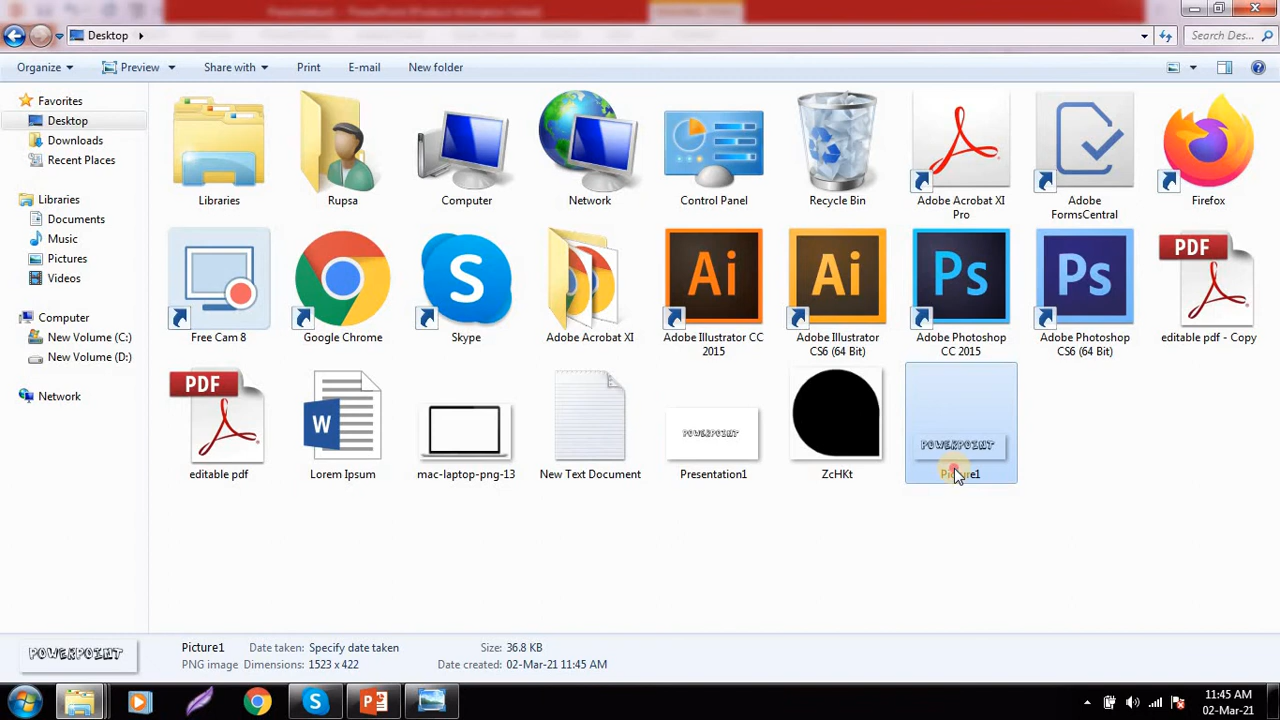 Desktop
Search Des...
Organize
Preview
Share with
Print
E-mail
New folder
Favorites
Desktop
Downloads
Recent Places
Libraries
Documents
Music
Pictures
Videos
Computer
New Volume (C:)
New Volume (D:)
Network
Libraries
Rupsa
Computer
Network
Control Panel
Recycle Bin
Adobe Acrobat XI
Pro
Adobe
FormsCentral
Firefox
S
Ai
Ai
Ps
Ps
PDF
Free Cam 8
Google Chrome
Skype
Adobe Acrobat XI
Adobe Illustrator CC
2015
Adobe Illustrator
CS6 (64 Bit)
Adobe Photoshop
CC 2015
Adobe Photoshop
CS6 (64 Bit)
editable pdf - Copy
PDF
W
POWERPOINT
POWERPOINT
editable pdf
Lorem Ipsum
mac-laptop-png-13
New Text Document
Presentation1
ZcHKt
Picture1
POWERPOINT
Picture1
Date taken: Specify date taken
Size: 36.8 KB
PNG image
Dimensions: 1523 x 422
Date created: 02-Mar-21 11:45 AM
11:45 AM
02-Mar-21